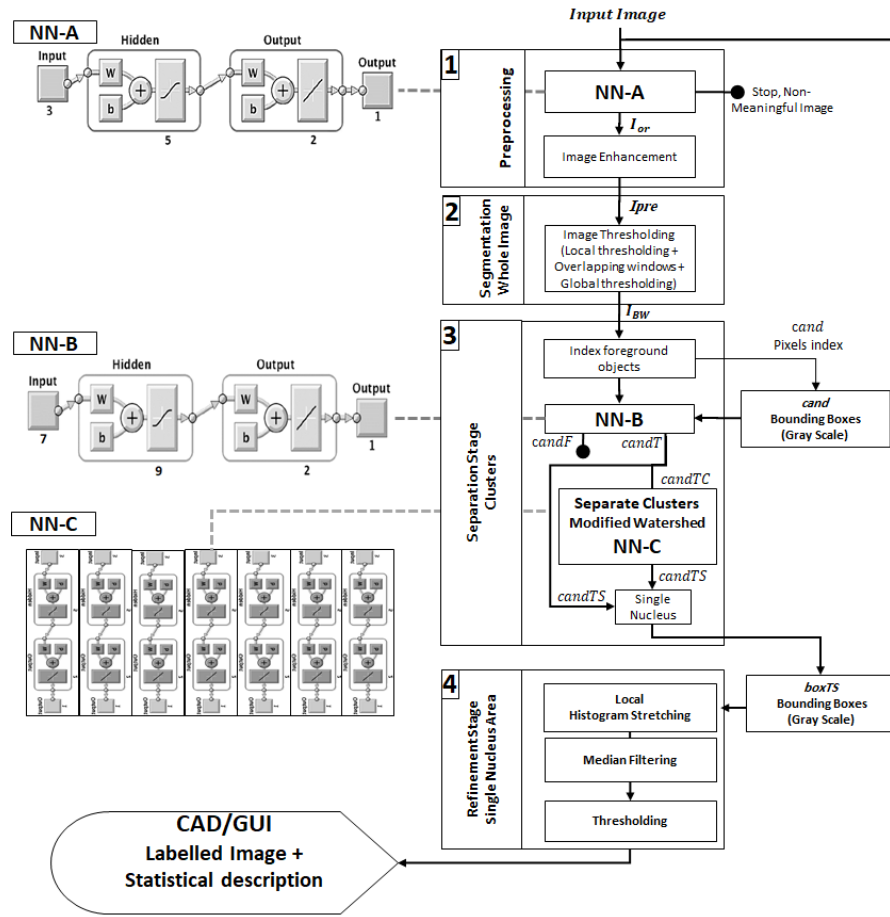 Input Image
NN-A
Hidden
Output
Input
Output
W
b
+
W
b
+
3
5
2
1
1
Preprocessing
NN-A
Stop, Non-
Meaningful Image
I_or
Image Enhancement
Ipre
2
Segmentation
Whole Image
Image Thresholding
(Local thresholding +
Overlapping windows+
Global thresholding)
I_BW
3
Separation Stage
Clusters
Index foreground
objects
cand
Pixels index
cand
Bounding Boxes
(Gray Scale)
NN-B
candF
candT
candTC
Separate Clusters
Modified Watershed
NN-C
candTS
candTS
Single
Nucleus
NN-B
Hidden
Output
Input
Output
W
b
+
W
b
+
7
9
2
1
NN-C
boxTS
Bounding Boxes
(Gray Scale)
4
Refinement Stage
Single Nucleus Area
Local
Histogram Stretching
Median Filtering
Thresholding
CAD/GUI
Labelled Image +
Statistical description